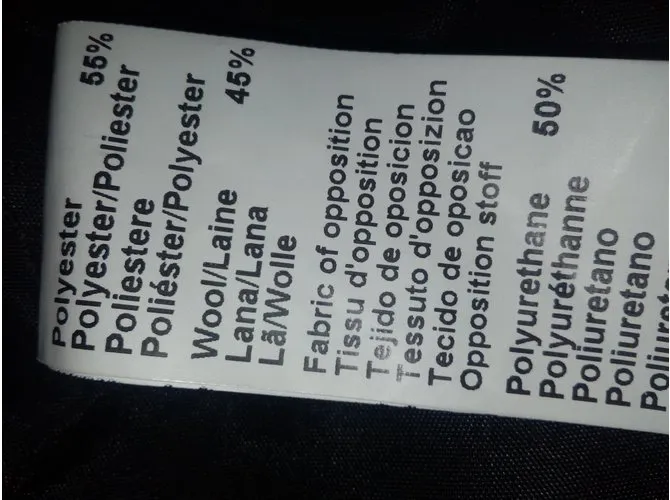 Polyester 55%
Polyester/Poliester
Poliestere
Poliéster/Polyester
Wool/Laine 45%
Lana/Lana
Lã/Wolle
Fabric of opposition
Tissu d'opposition
Tejido de oposicion
Tessuto d'opposizion
Tecido de oposicao
Opposition stoff
Polyurethane 50%
Polyuréthanne
Poliuretano
Poliuretano